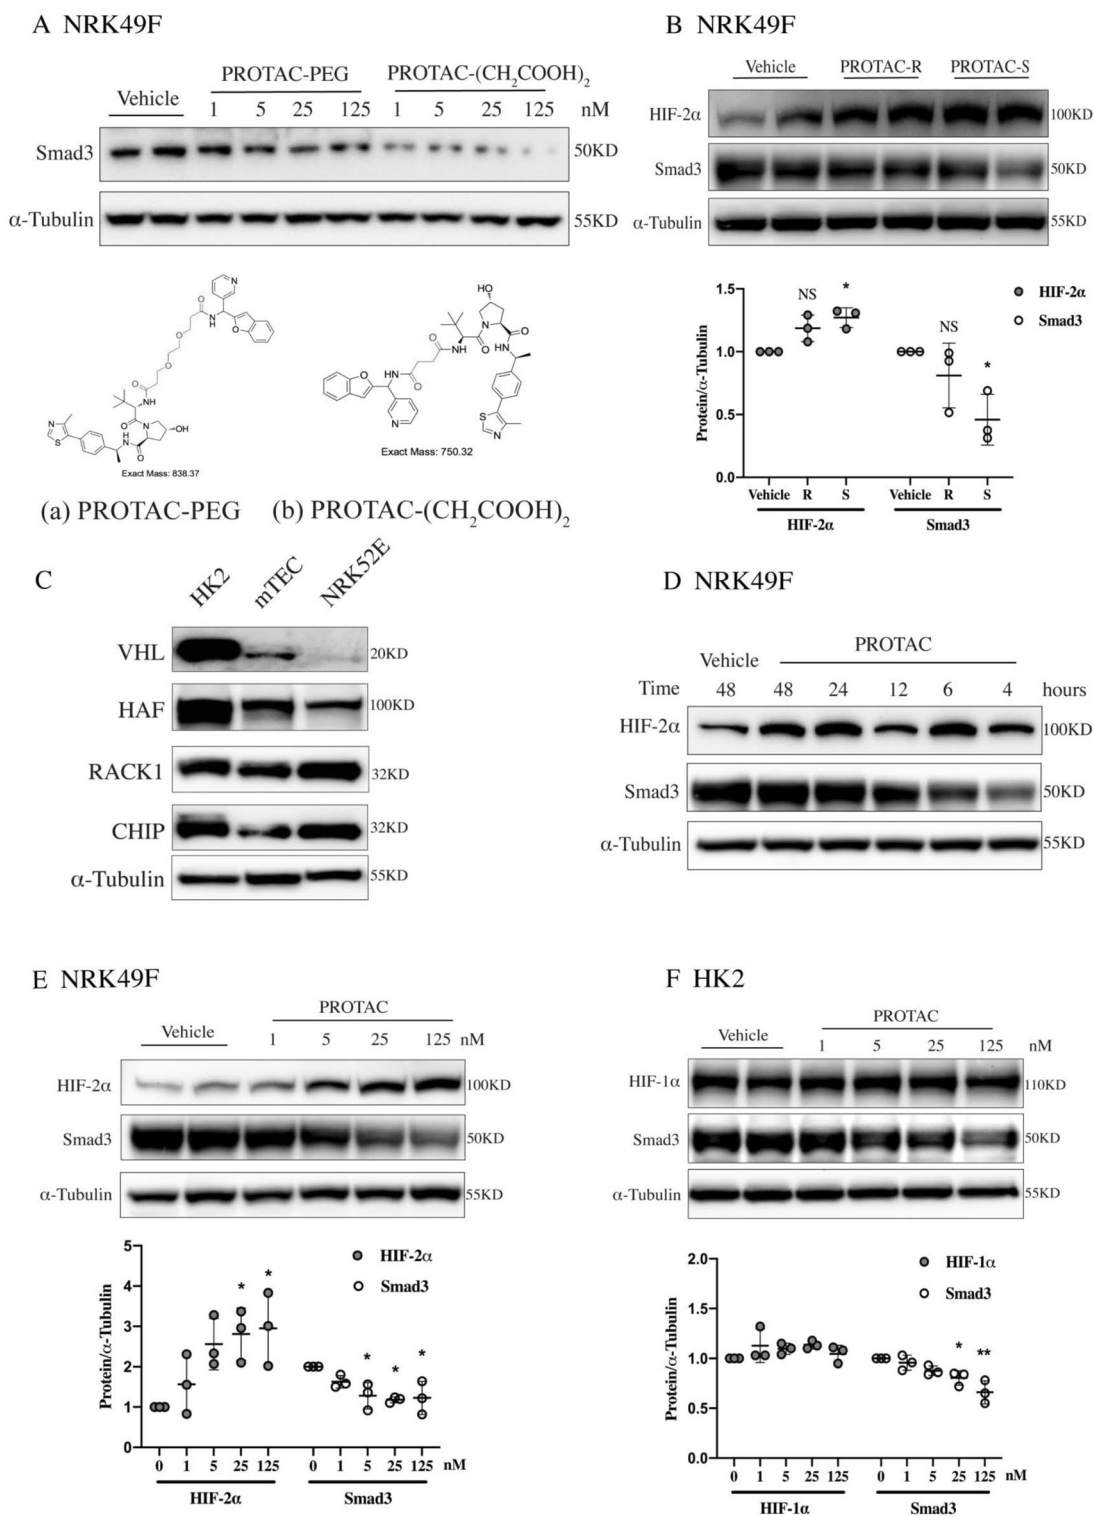 A NRK49F
PROTAC-PEG PROTAC-(CH2COOH)2
Vehicle 1 5 25 125 1 5 25 125 nM
Smad3 50KD
α-Tubulin 55KD
N
O
NH
O
O
O
O
NH
O
N OH
H
N
O
N
S
Exact Mass: 838.37
HO
N
O
O
NH
NH
O
O
H
N
O
N
S
N
Exact Mass: 750.32
(a) PROTAC-PEG (b) PROTAC-(CH2COOH)2
B NRK49F
Vehicle PROTAC-R PROTAC-S
HIF-2α 100KD
Smad3 50KD
α-Tubulin 55KD
Protein/α-Tubulin
1.5
1.0
0.5
0.0
NS * NS *
HIF-2α
Smad3
Vehicle R S Vehicle R S
HIF-2α Smad3
C
HK2 mTEC NRK52E
VHL 20KD
HAF 100KD
RACK1 32KD
CHIP 32KD
α-Tubulin 55KD
D NRK49F
Vehicle PROTAC
Time 48 48 24 12 6 4 hours
HIF-2α 100KD
Smad3 50KD
α-Tubulin 55KD
E NRK49F
PROTAC
Vehicle 1 5 25 125 nM
HIF-2α 100KD
Smad3 50KD
α-Tubulin 55KD
Protein/α-Tubulin
5
4
3
2
1
0
* * * * *
HIF-2α
Smad3
0 1 5 25 125 0 1 5 25 125 nM
HIF-2α Smad3
F HK2
PROTAC
Vehicle 1 5 25 125 nM
HIF-1α 110KD
Smad3 50KD
α-Tubulin 55KD
Protein/α-Tubulin
2.0
1.5
1.0
0.5
0.0
* **
HIF-1α
Smad3
0 1 5 25 125 0 1 5 25 125 nM
HIF-1α Smad3